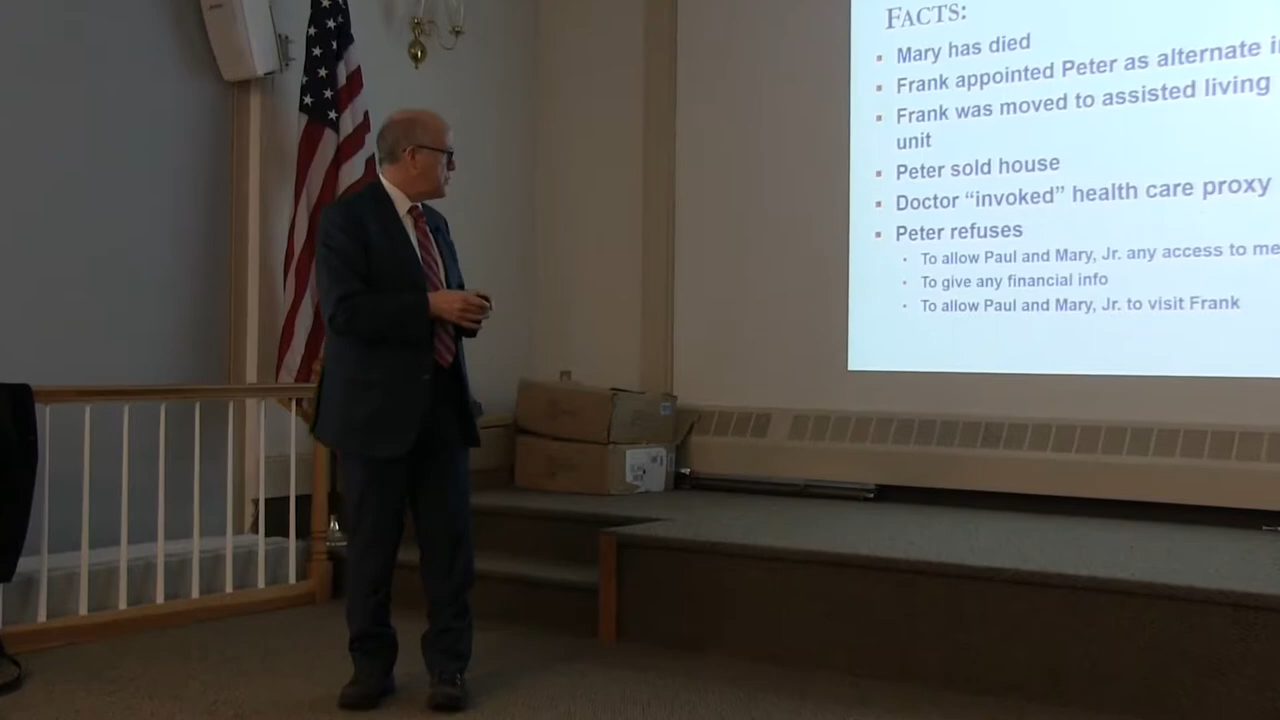 FACTS:
Mary has died
Frank appointed Peter as alternate
Frank was moved to assisted living
unit
Peter sold house
Doctor “invoked” health care proxy
Peter refuses
To allow Paul and Mary, Jr. any access to
To give any financial info
To allow Paul and Mary, Jr. to visit Frank